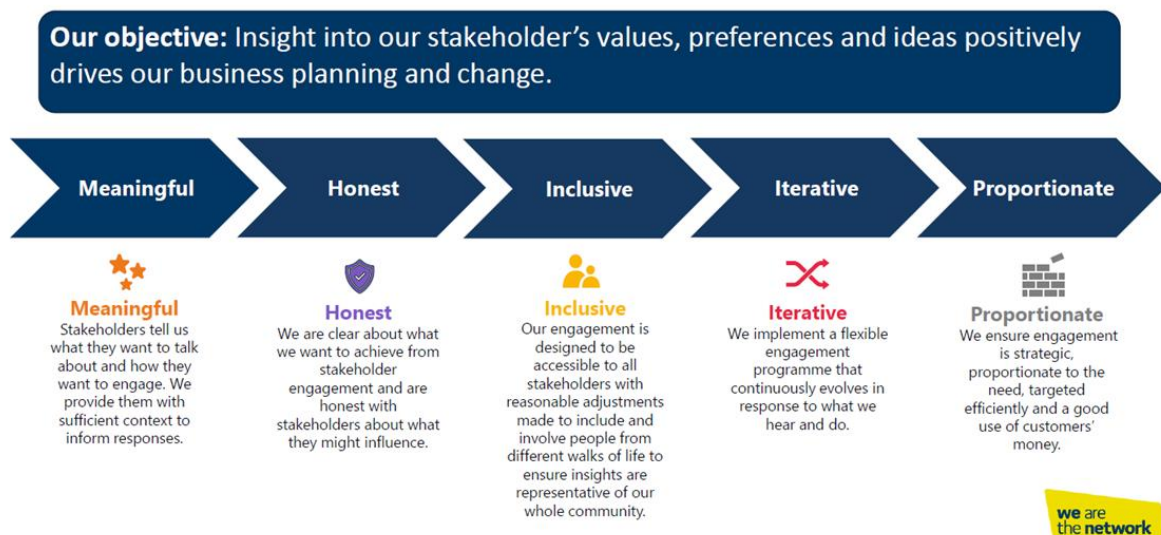 Our objective: Insight into our stakeholder’s values, preferences and ideas positively
drives our business planning and change.
Meaningful
Honest
Inclusive
Iterative
Proportionate
Meaningful
Stakeholders tell us
what they want to talk
about and how they
want to engage. We
provide them with
sufficient context to
inform responses.
Honest
We are clear about what
we want to achieve from
stakeholder
engagement and are
honest with
stakeholders about what
they might influence.
Inclusive
Our engagement is
designed to be
accessible to all
stakeholders with
reasonable adjustments
made to include and
involve people from
different walks of life to
ensure insights are
representative of our
whole community.
Iterative
We implement a flexible
engagement
programme that
continuously evolves in
response to what we
hear and do.
Proportionate
We ensure engagement
is strategic,
proportionate to the
need, targeted
efficiently and a good
use of customers’
money.
we are
the network